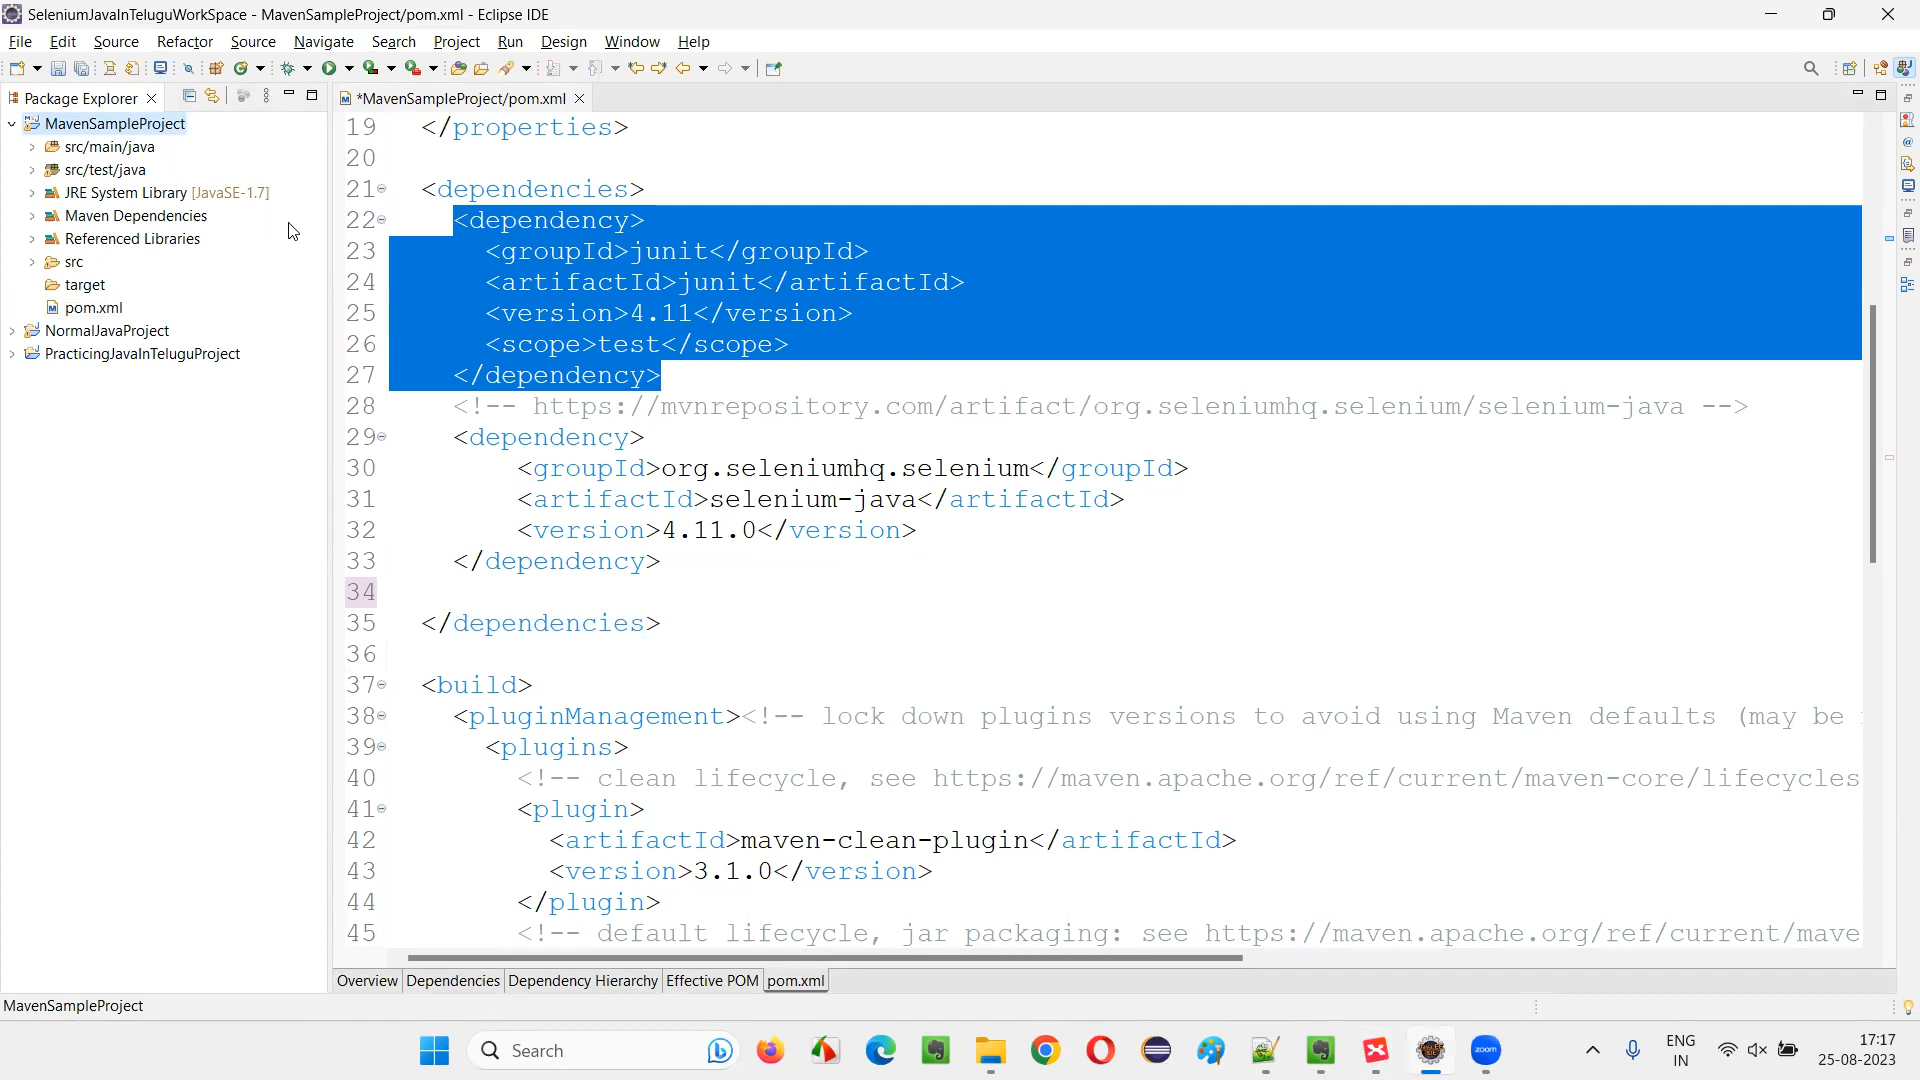 SeleniumJavaInTeluguWorkSpace - MavenSampleProject/pom.xml - Eclipse IDE
File Edit Source Refactor Source Navigate Search Project Run Design Window Help
Package Explorer
*MavenSampleProject/pom.xml
MavenSampleProject
src/main/java
src/test/java
JRE System Library [JavaSE-1.7]
Maven Dependencies
Referenced Libraries
src
target
pom.xml
NormalJavaProject
PracticingJavaInTeluguProject
19 </properties>
20
21 <dependencies>
22 <dependency>
23 <groupId>junit</groupId>
24 <artifactId>junit</artifactId>
25 <version>4.11</version>
26 <scope>test</scope>
27 </dependency>
28 <!-- https://mvnrepository.com/artifact/org.seleniumhq.selenium/selenium-java -->
29 <dependency>
30 <groupId>org.seleniumhq.selenium</groupId>
31 <artifactId>selenium-java</artifactId>
32 <version>4.11.0</version>
33 </dependency>
34
35 </dependencies>
36
37 <build>
38 <pluginManagement><!-- lock down plugins versions to avoid using Maven defaults (may be
39 <plugins>
40 <!-- clean lifecycle, see https://maven.apache.org/ref/current/maven-core/lifecycles
41 <plugin>
42 <artifactId>maven-clean-plugin</artifactId>
43 <version>3.1.0</version>
44 </plugin>
45 <!-- default lifecycle, jar packaging: see https://maven.apache.org/ref/current/mave
Overview Dependencies Dependency Hierarchy Effective POM pom.xml
MavenSampleProject
Search
zoom
ENG
IN
17:17
25-08-2023